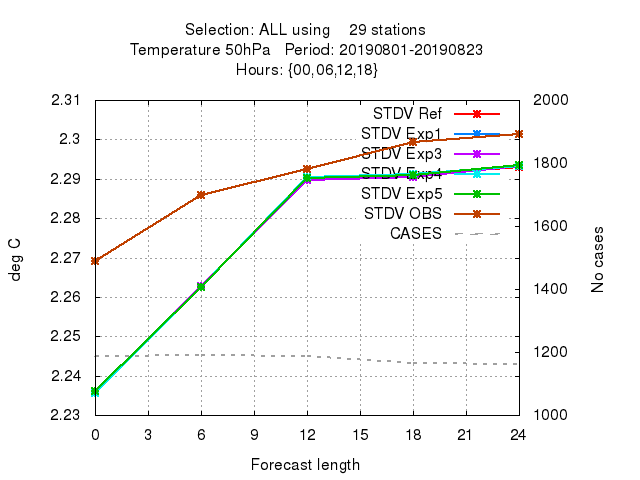 Selection: ALL using 29 stations
Temperature 50hPa Period: 20190801-20190823
Hours: {00,06,12,18}
2.31
2.3
2.29
2.28
2.27
2.26
2.25
2.24
2.23
deg C
2000
1800
1600
1400
1200
1000
No cases
STDV Ref
STDV Exp1
STDV Exp3
STDV Exp4
STDV Exp5
STDV OBS
CASES
0 3 6 9 12 15 18 21 24
Forecast length